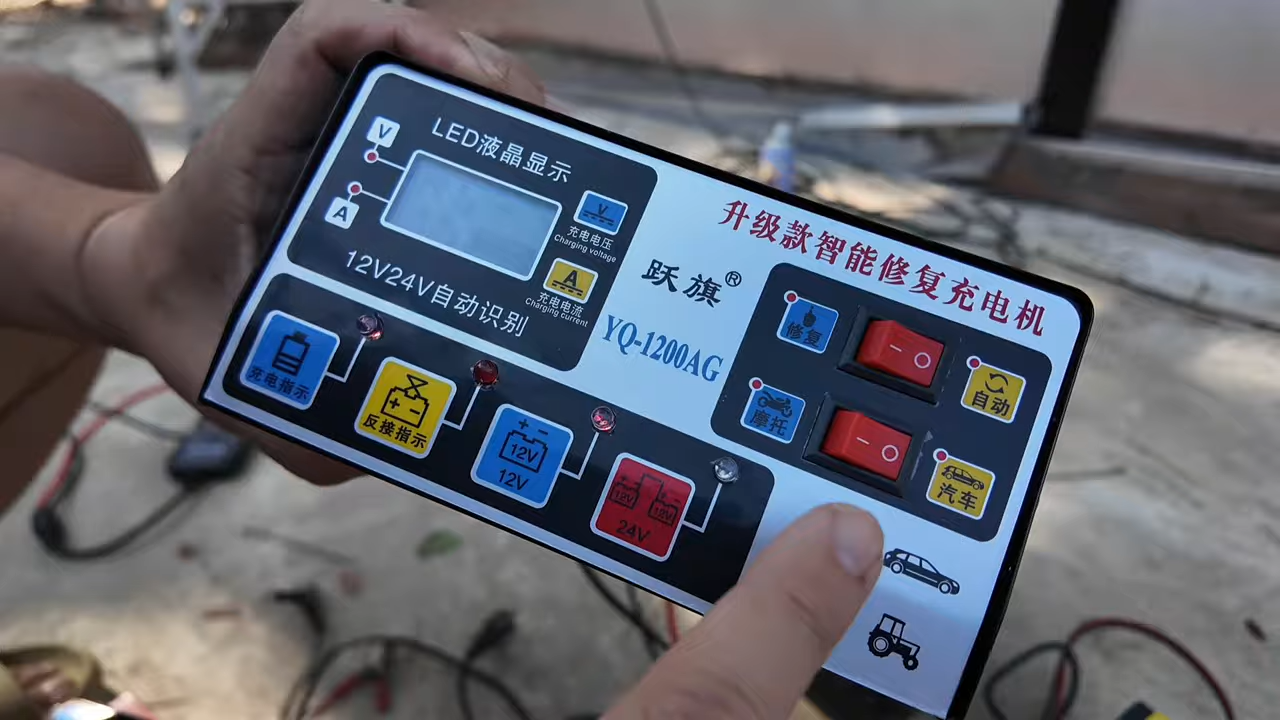 V
LED液晶显示
A
V
充电电压
Charging voltage
A
充电电流
Charging current
12V24V自动识别
升级款智能修复充电机
跃旗®
YQ-1200AG
修复
自动
摩托
汽车
充电指示
反接指示
12V
12V
12V
12V
24V